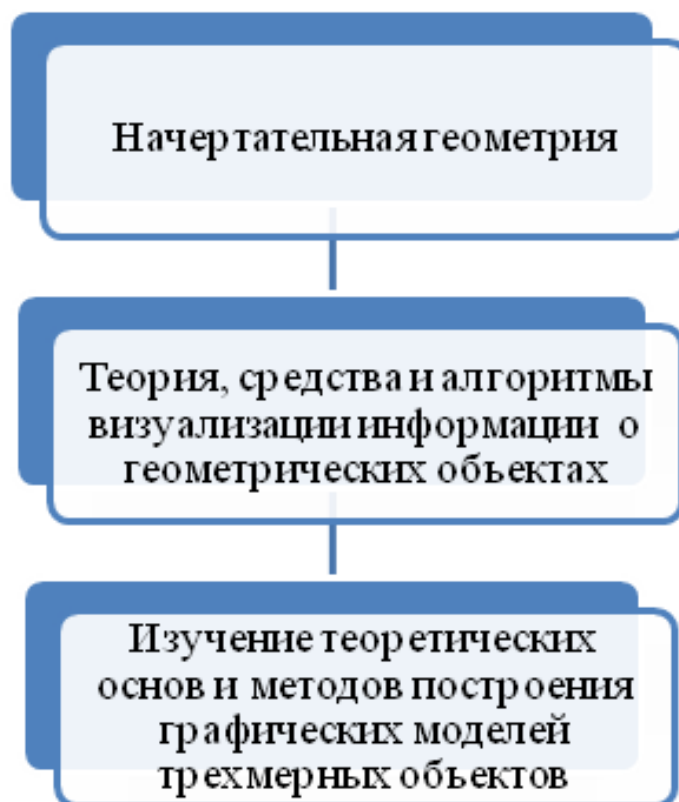 Начертательная геометрия
Теория, средства и алгоритмы
визуализации информации о
геометрических объектах
Изучение теоретических
основ и методов построения
графических моделей
трехмерных объектов